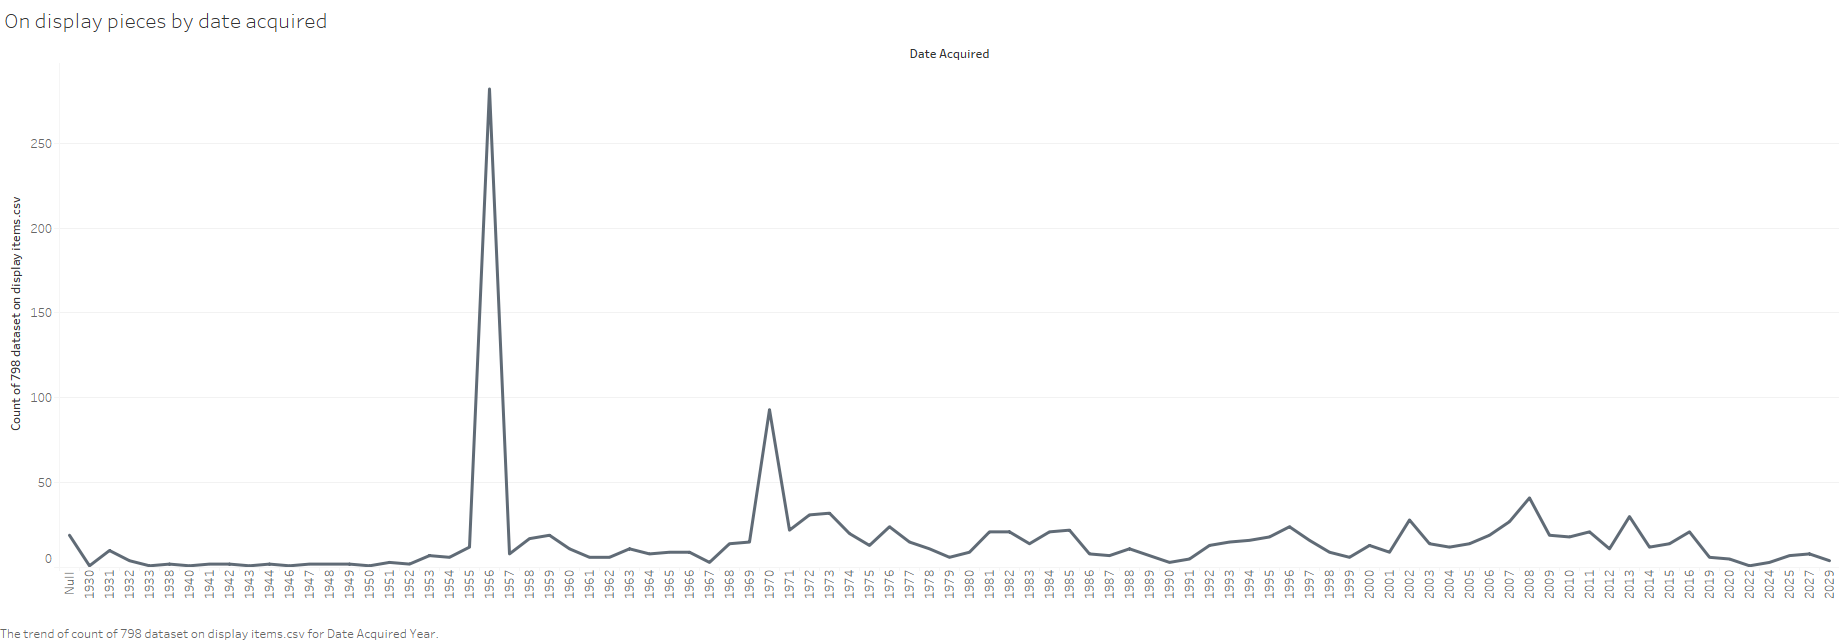 On display pieces by date acquired
Date Acquired
Count of 798 dataset on display items.csv
250
200
150
100
50
0
Null 1930 1931 1932 1933 1938 1940 1941 1942 1943 1944 1946 1947 1948 1949 1950 1951 1952 1953 1954 1955 1956 1957 1958 1959 1960 1961 1962 1963 1964 1965 1966 1967 1968 1969 1970 1971 1972 1973 1974 1975 1976 1977 1978 1979 1980 1981 1982 1983 1984 1985 1986 1987 1988 1989 1990 1991 1992 1993 1994 1995 1996 1997 1998 1999 2000 2001 2002 2003 2004 2005 2006 2007 2008 2009 2010 2011 2012 2013 2014 2015 2016 2019 2020 2022 2024 2025 2027 2029
The trend of count of 798 dataset on display items.csv for Date Acquired Year.